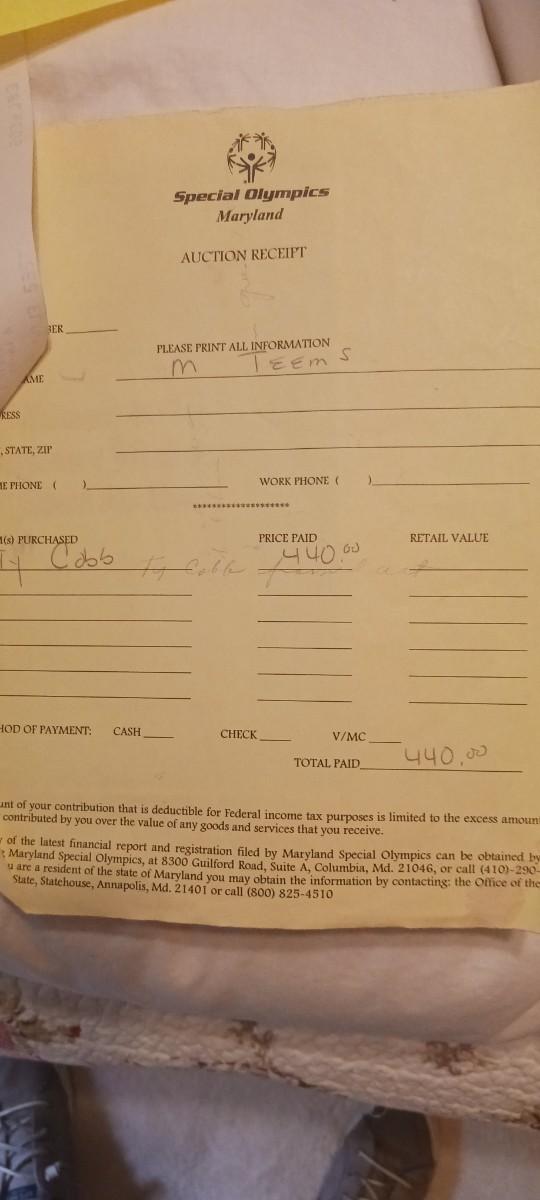 Special Olympics
Maryland
AUCTION RECEIPT
BER
PLEASE PRINT ALL INFORMATION
M TEEMS
AME
RESS
, STATE, ZIP
E PHONE ( ) WORK PHONE ( )
********************
(s) PURCHASED PRICE PAID RETAIL VALUE
Ty Cobb Ty Cobb 440.00
HOD OF PAYMENT: CASH CHECK V/MC
TOTAL PAID 440.00
unt of your contribution that is deductible for Federal income tax purposes is limited to the excess amount
contributed by you over the value of any goods and services that you receive.
of the latest financial report and registration filed by Maryland Special Olympics can be obtained by
Maryland Special Olympics, at 8300 Guilford Road, Suite A, Columbia, Md. 21046, or call (410)-290-
u are a resident of the state of Maryland you may obtain the information by contacting: the Office of the
State, Statehouse, Annapolis, Md. 21401 or call (800) 825-4510